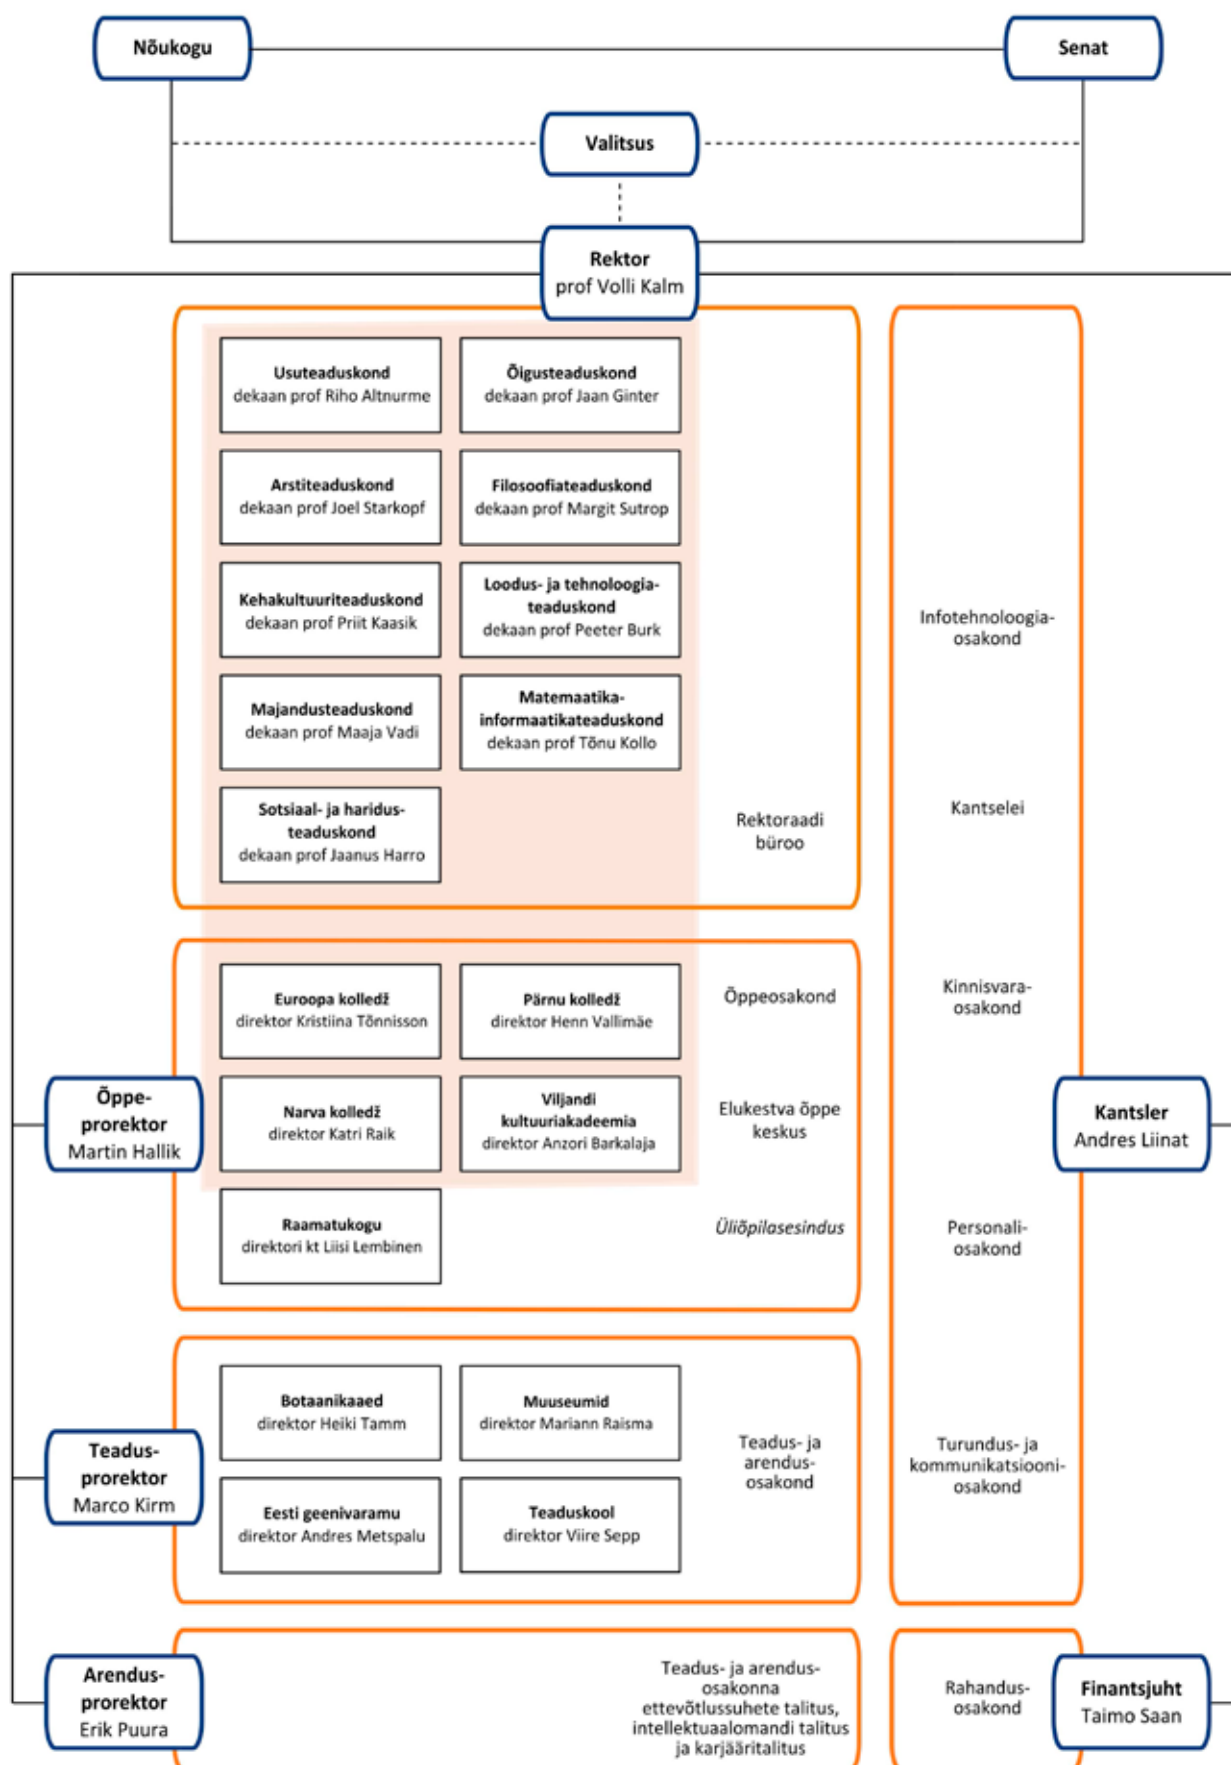 Nõukogu
Senat
Valitsus
Rektor
prof Volli Kalm
Usuteaduskond
dekaan prof Riho Altnurme
Õigusteaduskond
dekaan prof Jaan Ginter
Arstiteaduskond
dekaan prof Joel Starkopf
Filosoofiateaduskond
dekaan prof Margit Sutrop
Kehakultuuriteaduskond
dekaan prof Priit Kaasik
Loodus- ja tehnoloogia-
teaduskond
dekaan prof Peeter Burk
Majandusteaduskond
dekaan prof Maaja Vadi
Matemaatika-
informaatikateaduskond
dekaan prof Tõnu Kollo
Sotsiaal- ja haridus-
teaduskond
dekaan prof Jaanus Harro
Rektoraadi
büroo
Infotehnoloogia-
osakond
Kantselei
Kinnisvara-
osakond
Personali-
osakond
Turundus- ja
kommunikatsiooni-
osakond
Kantsler
Andres Liinat
Õppe-
prorektor
Martin Hallik
Euroopa kolledž
direktor Kristiina Tõnnisson
Pärnu kolledž
direktor Henn Vallimäe
Õppeosakond
Narva kolledž
direktor Katri Raik
Viljandi
kultuuriakadeemia
direktor Anzori Barkalaja
Elukestva õppe
keskus
Raamatukogu
direktori kt Liisi Lembinen
Üliõpilasesindus
Teadus-
prorektor
Marco Kirm
Botaanikaaed
direktor Heiki Tamm
Muuseumid
direktor Mariann Raisma
Eesti geenivaramu
direktor Andres Metspalu
Teaduskool
direktor Viire Sepp
Teadus- ja
arendus-
osakond
Arendus-
prorektor
Erik Puura
Teadus- ja arendus-
osakonna
ettevõtlussuhete talitus,
intellektuaalomandi talitus
ja karjääritalitus
Rahandus-
osakond
Finantsjuht
Taimo Saan